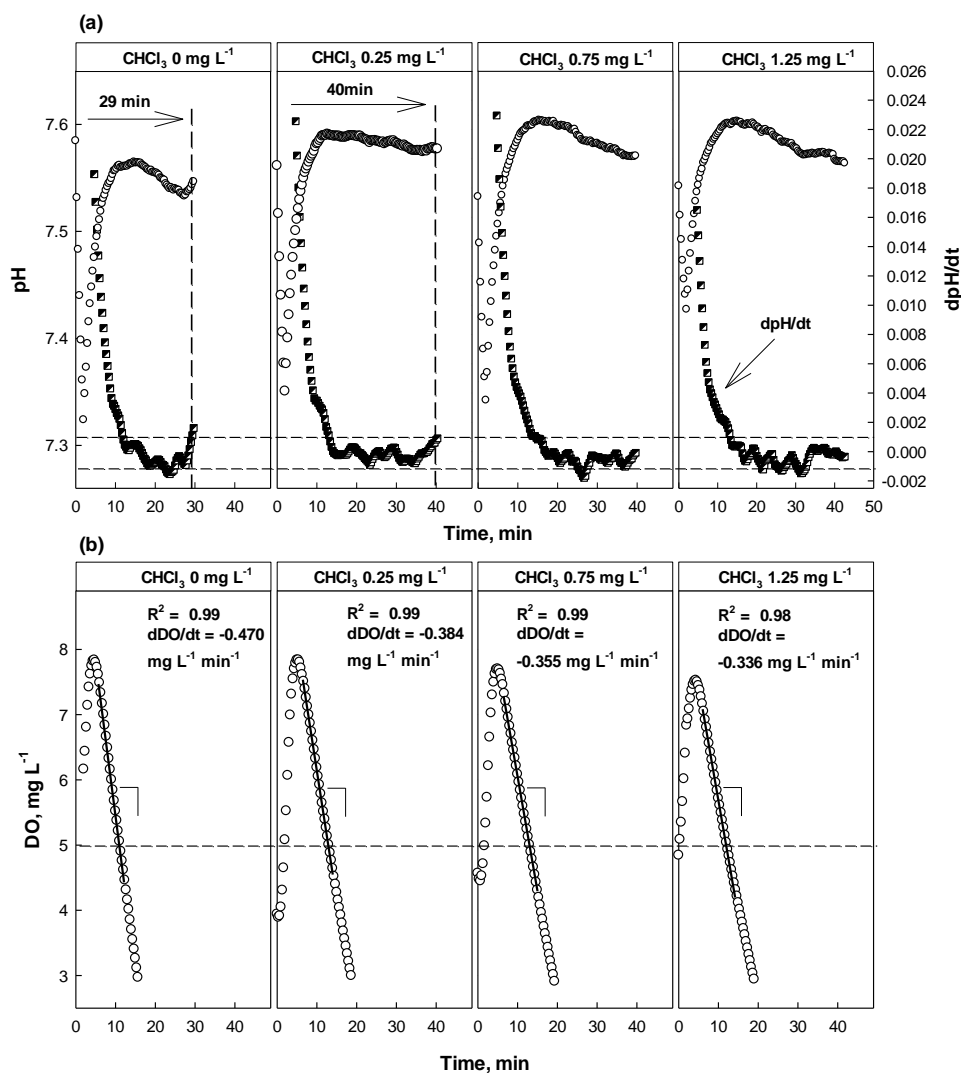 (a)
CHCl₃ 0 mg L⁻¹ CHCl₃ 0.25 mg L⁻¹ CHCl₃ 0.75 mg L⁻¹ CHCl₃ 1.25 mg L⁻¹
29 min
40min
dpH/dt
pH
7.6
7.5
7.4
7.3
dpH/dt
0.026
0.024
0.022
0.020
0.018
0.016
0.014
0.012
0.010
0.008
0.006
0.004
0.002
0.000
-0.002
0 10 20 30 40 0 10 20 30 40 0 10 20 30 40 0 10 20 30 40 50
Time, min
(b)
CHCl₃ 0 mg L⁻¹ CHCl₃ 0.25 mg L⁻¹ CHCl₃ 0.75 mg L⁻¹ CHCl₃ 1.25 mg L⁻¹
R² = 0.99
dDO/dt = -0.470
mg L⁻¹ min⁻¹
R² = 0.99
dDO/dt = -0.384
mg L⁻¹ min⁻¹
R² = 0.99
dDO/dt =
-0.355 mg L⁻¹ min⁻¹
R² = 0.98
dDO/dt =
-0.336 mg L⁻¹ min⁻¹
DO, mg L⁻¹
8
7
6
5
4
3
0 10 20 30 40 0 10 20 30 40 0 10 20 30 40 0 10 20 30 40
Time, min